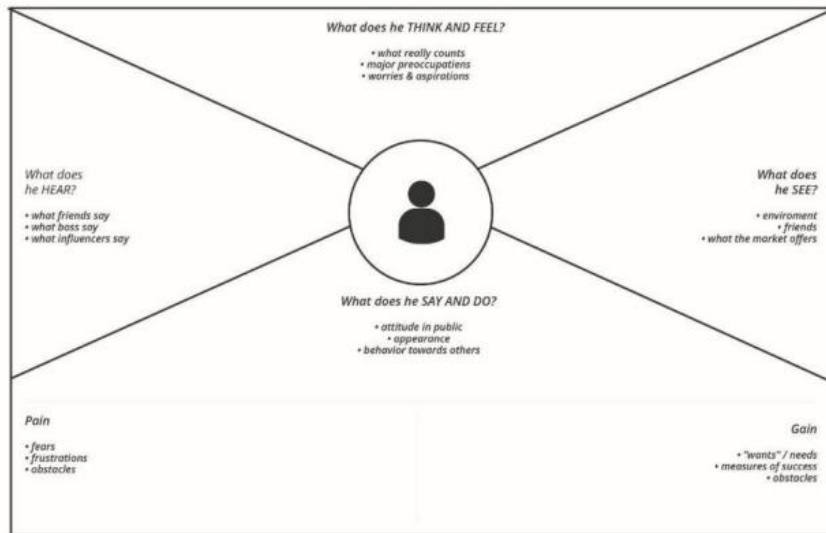 What does he THINK AND FEEL?
• what really counts
• major preoccupatiens
• worries & aspirations
What does
he HEAR?
• what friends say
• what boss say
• what influencers say
What does
he SEE?
• enviroment
• friends
• what the market offers
What does he SAY AND DO?
• attitude in public
• appearance
• behavior towards others
Pain
• fears
• frustrations
• obstacles
Gain
• "wants" / needs
• measures of success
• obstacles